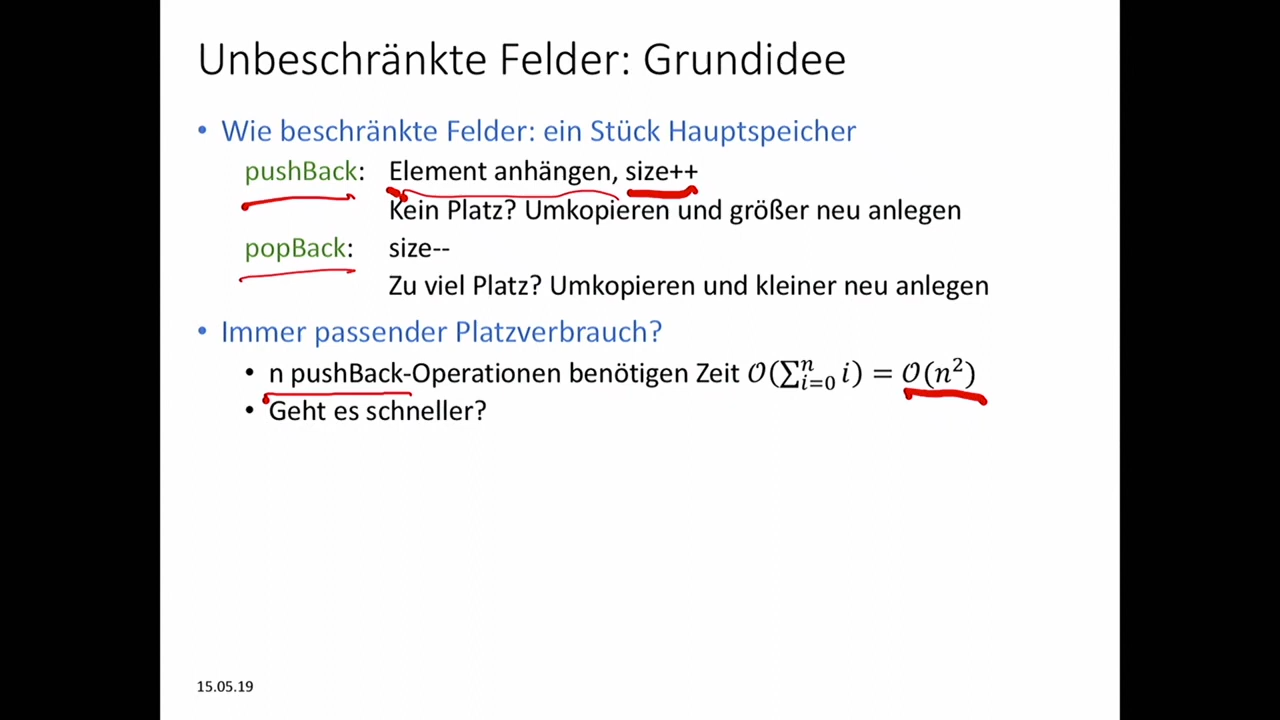 Unbeschränkte Felder: Grundidee
• Wie beschränkte Felder: ein Stück Hauptspeicher
pushBack: Element anhängen, size++
Kein Platz? Umkopieren und größer neu anlegen
popBack: size--
Zu viel Platz? Umkopieren und kleiner neu anlegen
• Immer passender Platzverbrauch?
• n pushBack-Operationen benötigen Zeit 𝒪(∑ⁿᵢ₌₀ i) = 𝒪(n²)
• Geht es schneller?
15.05.19